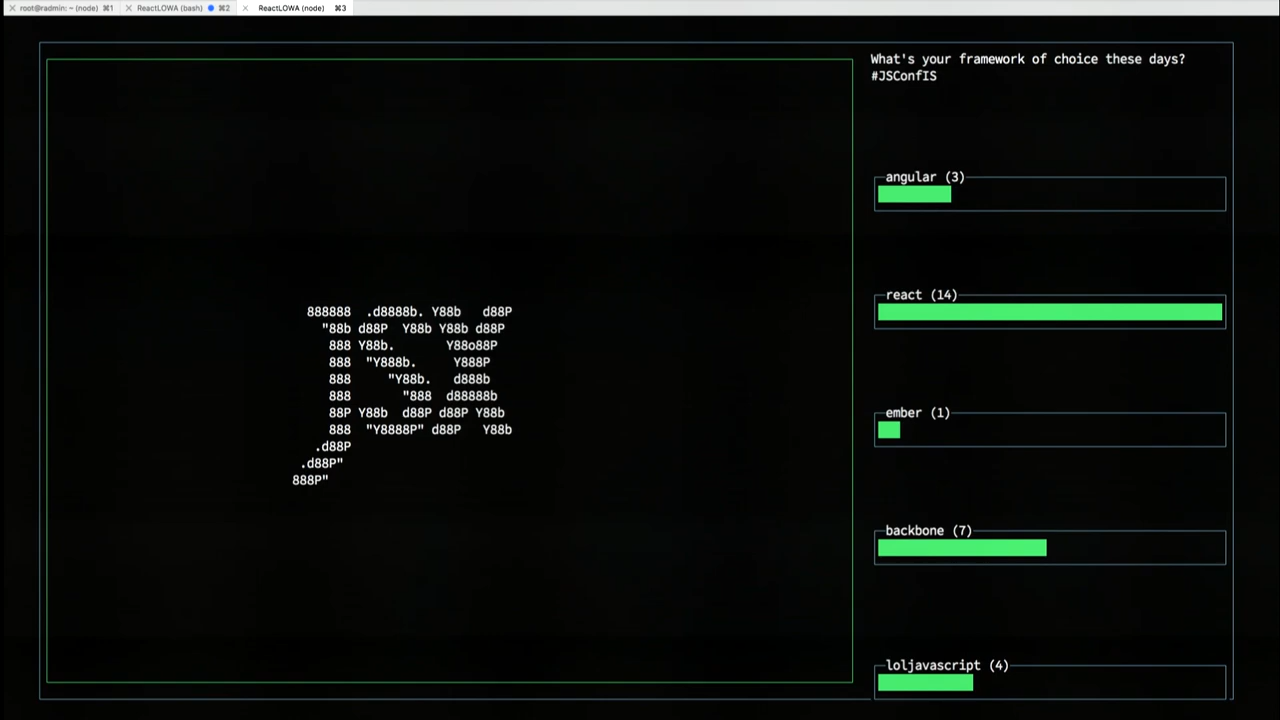 root@radmin: ~ (node) ⌘1
ReactLOWA (bash) ⌘2
ReactLOWA (node) ⌘3
What's your framework of choice these days?
#JSConfIS
angular (3)
react (14)
ember (1)
backbone (7)
loljavascript (4)
888888  .d8888b. Y88b   d88P
"88b d88P  Y88b Y88b d88P
888 Y88b.       Y88o88P
888  "Y888b.     Y888P
888     "Y88b.   d888b
888       "888  d88888b
88P Y88b  d88P d88P Y88b
888  "Y8888P" d88P   Y88b
.d88P
.d88P"
888P"